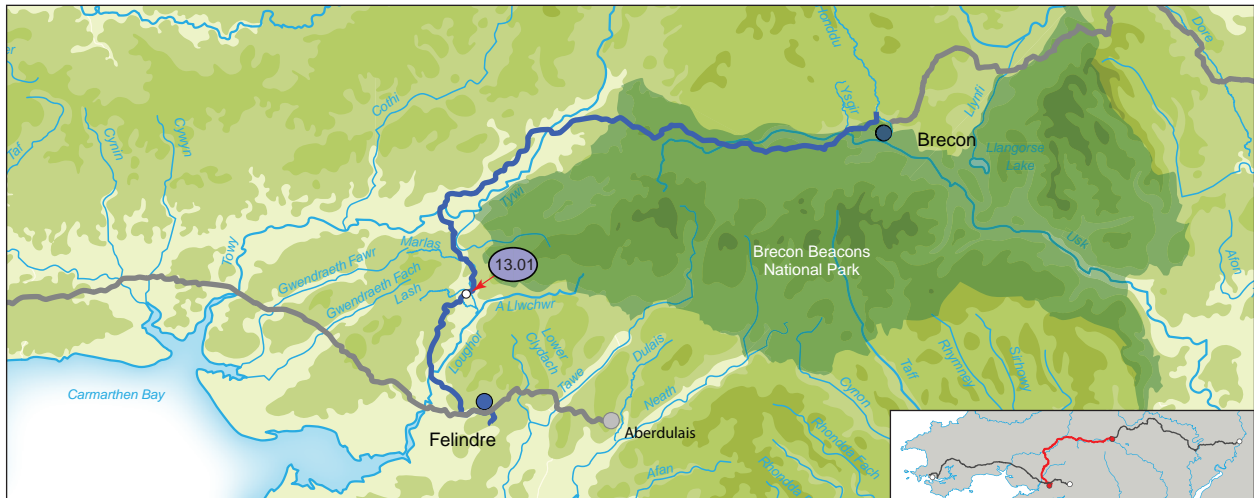 Honddu
Dore
Ysgir
Llynfi
Cothi
Cynin
Cywyn
Taf
Brecon
Llangorse
Lake
Tywi
Towy
Marlas
Usk
Brecon Beacons
National Park
Afon
13.01
Gwendraeth Fawr
Gwendraeth Fach
Lash
A Llwchwr
Loughor
Lower
Clydach
Dulais
Tawe
Neath
Cynon
Taff
Rhymney
Sirhowy
Carmarthen Bay
Felindre
Aberdulais
Afan
Rhondda Fach
Rhondda